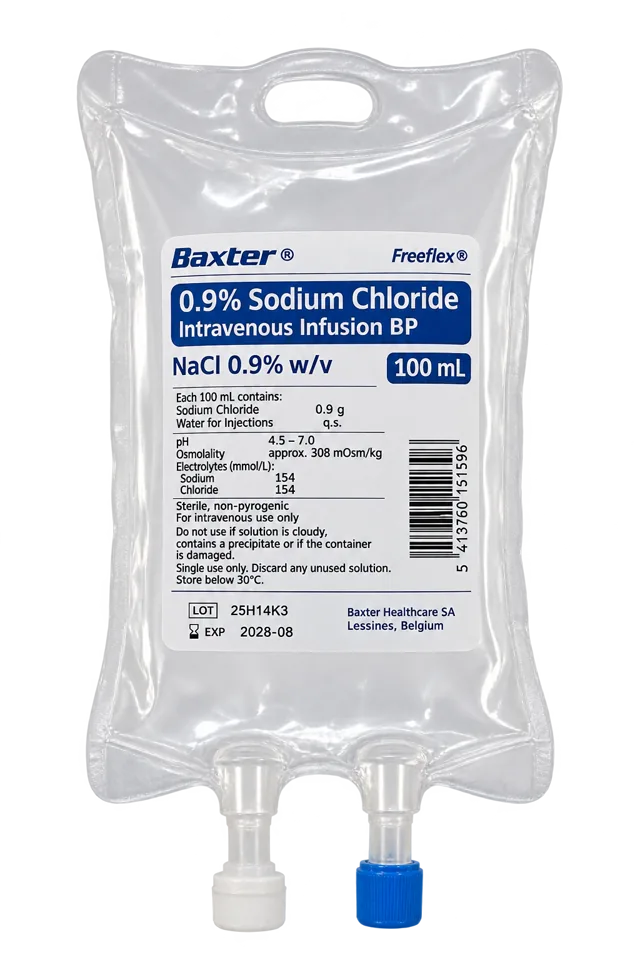 Baxter ®
Freeflex®
0.9% Sodium Chloride
Intravenous Infusion BP
NaCl 0.9% w/v
100 mL
Each 100 mL contains:
Sodium Chloride 0.9 g
Water for Injections q.s.
pH 4.5 – 7.0
Osmolality approx. 308 mOsm/kg
Electrolytes (mmol/L):
Sodium 154
Chloride 154
Sterile, non-pyrogenic
For intravenous use only
Do not use if solution is cloudy,
contains a precipitate or if the container
is damaged.
Single use only. Discard any unused solution.
Store below 30°C.
5 413760 151596
LOT 25H14K3
EXP 2028-08
Baxter Healthcare SA
Lessines, Belgium